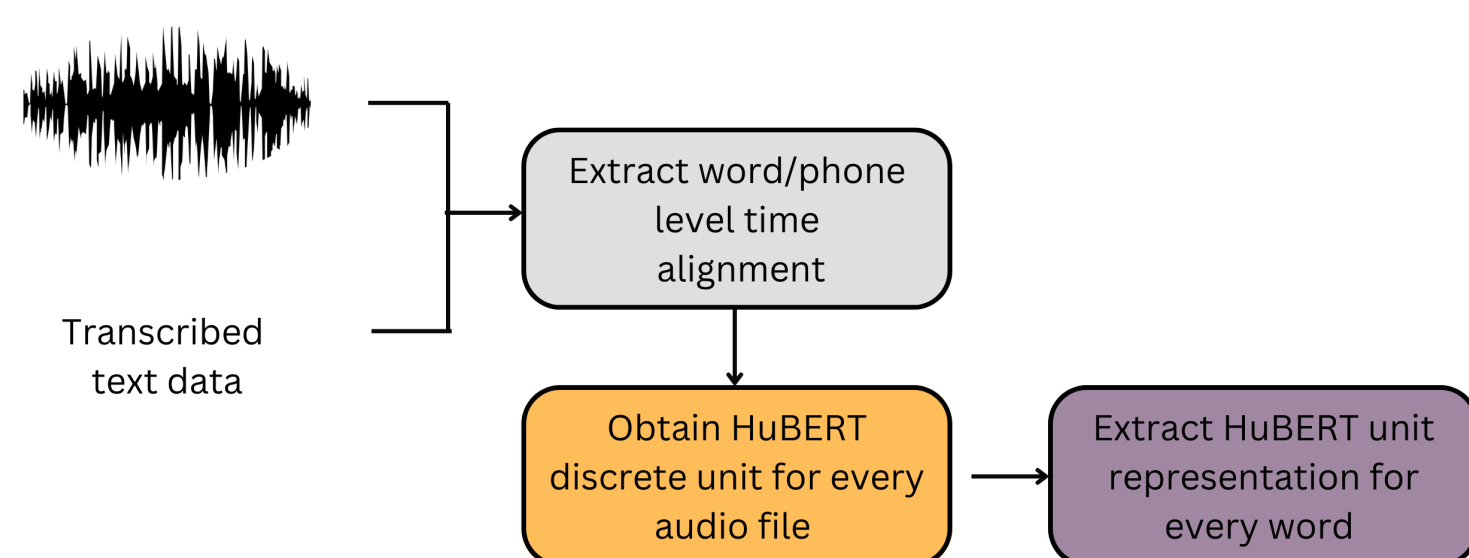 Extract word/phone
level time
alignment
Transcribed
text data
Obtain HuBERT
discrete unit for every
audio file
Extract HuBERT unit
representation for
every word